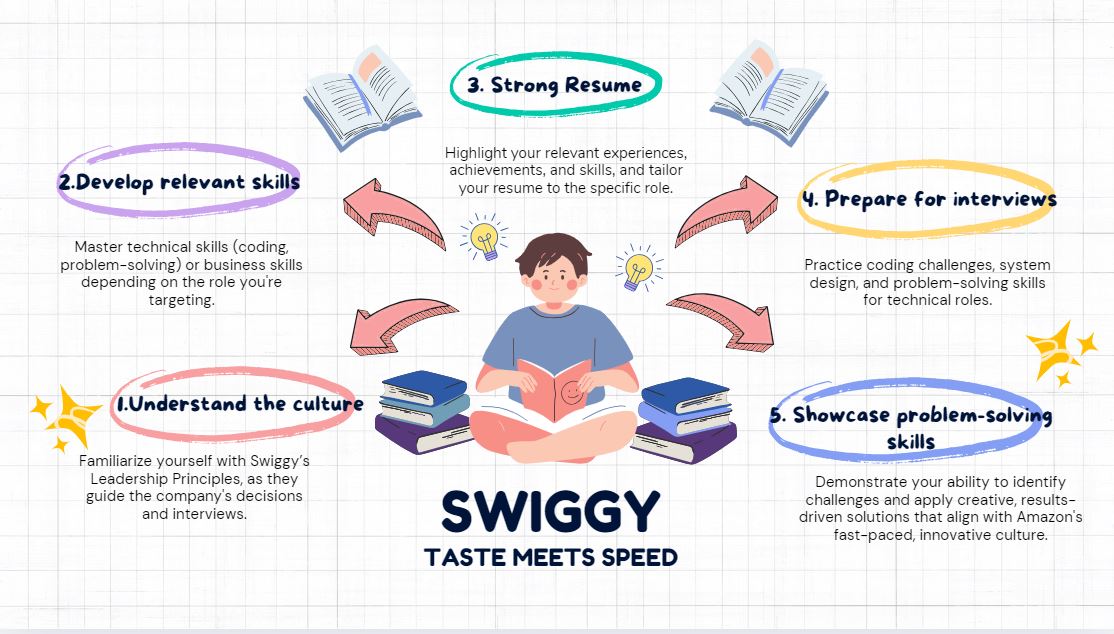 1.Understand the culture
Familiarize yourself with Swiggy's
Leadership Principles, as they
guide the company's decisions
and interviews.
2.Develop relevant skills
Master technical skills (coding,
problem-solving) or business skills
depending on the role you're
targeting.
3. Strong Resume
Highlight your relevant experiences,
achievements, and skills, and tailor
your resume to the specific role.
4. Prepare for interviews
Practice coding challenges, system
design, and problem-solving skills
for technical roles.
5. Showcase problem-solving
skills
Demonstrate your ability to identify
challenges and apply creative, results-
driven solutions that align with Amazon's
fast-paced, innovative culture.
SWIGGY
TASTE MEETS SPEED